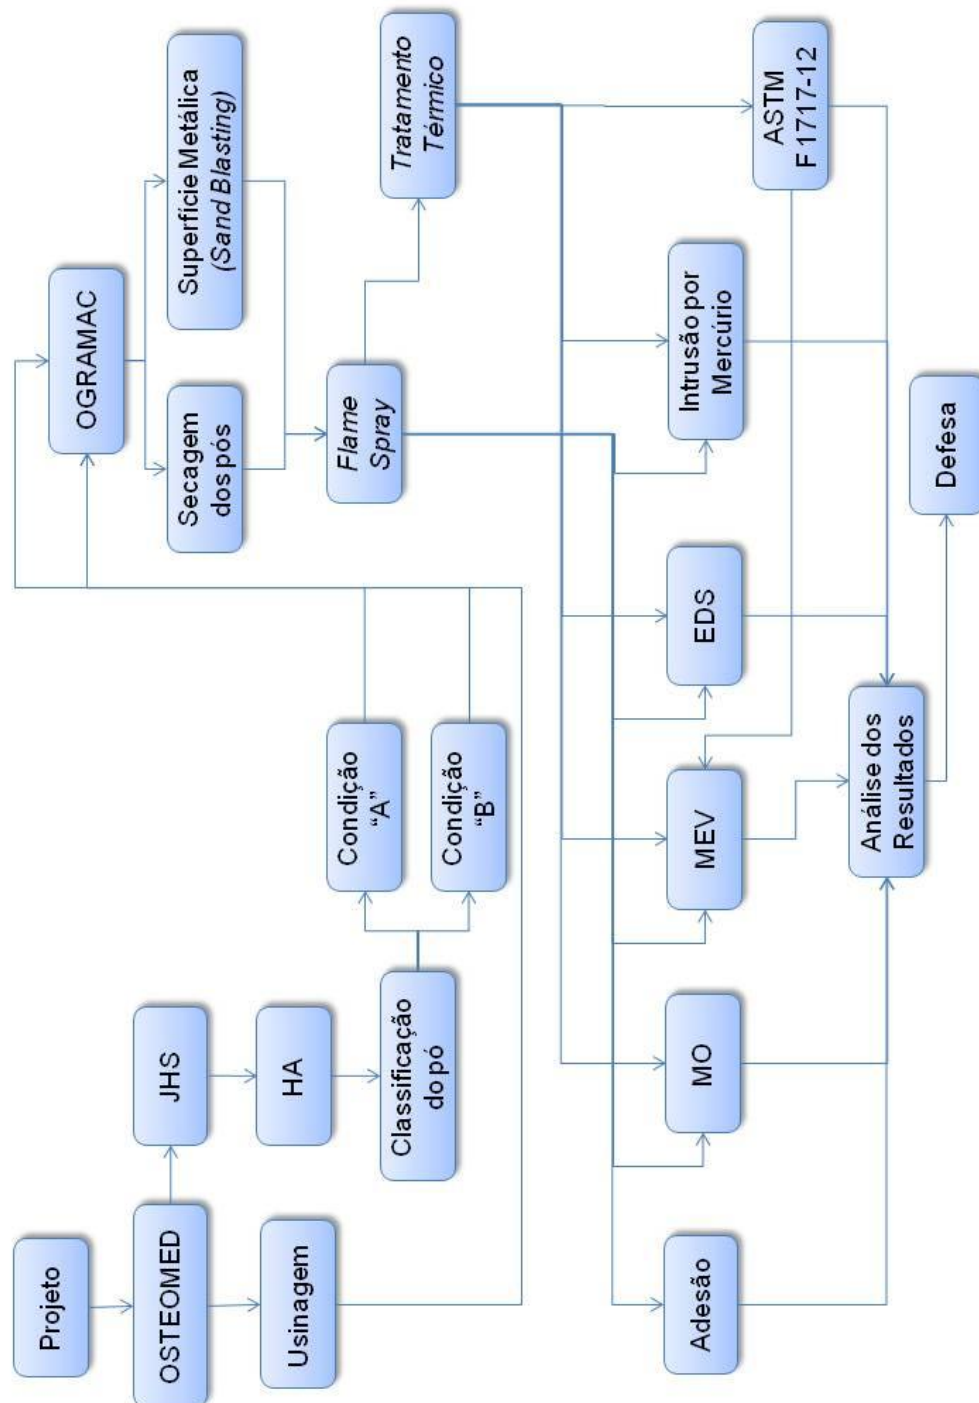 Projeto
OSTEOMED
Usinagem
JHS
HA
Classificação
do pó
Condição
“A”
Condição
“B”
OGRAMAC
Secagem
dos pós
Superfície Metálica
(Sand Blasting)
Flame
Spray
Tratamento
Térmico
Adesão
MO
MEV
EDS
Intrusão por
Mercúrio
ASTM
F 1717-12
Análise dos
Resultados
Defesa